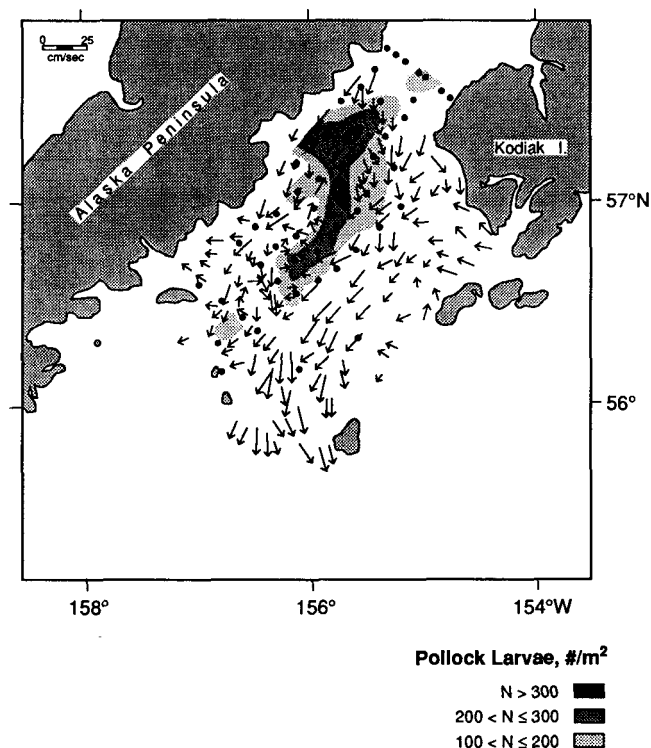 0 25
cm/sec
Alaska Peninsula
Kodiak I.
57°N
56°
158°
156°
154°W
Pollock Larvae, #/m²
N > 300
200 < N ≤ 300
100 < N ≤ 200